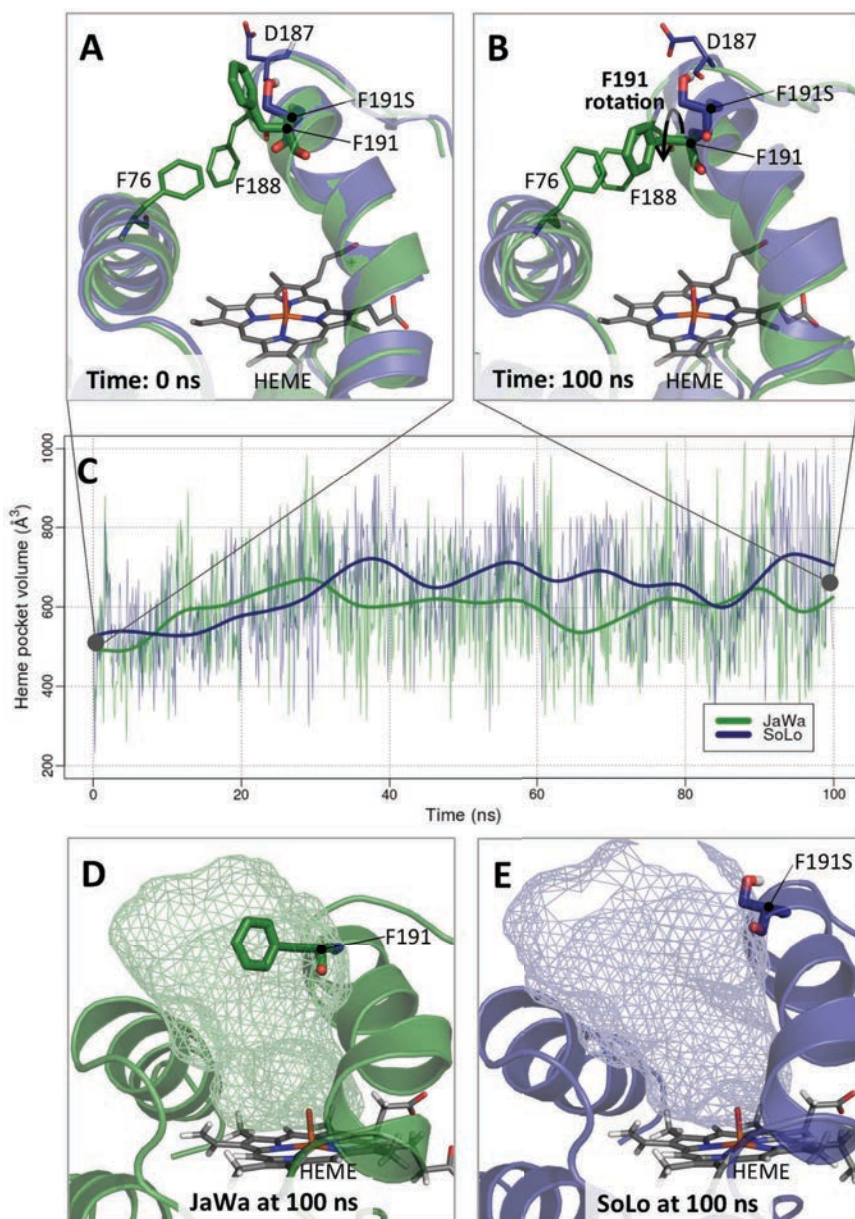 A
D187
F191S
F191
F76
F188
Time: 0 ns
HEME
B
D187
F191
rotation
F191S
F191
F76
F188
Time: 100 ns
HEME
C
Heme pocket volume (Å³)
1000
800
600
400
200
JaWa
SoLo
0
20
40
60
80
100
Time (ns)
D
F191
HEME
JaWa at 100 ns
E
F191S
HEME
SoLo at 100 ns